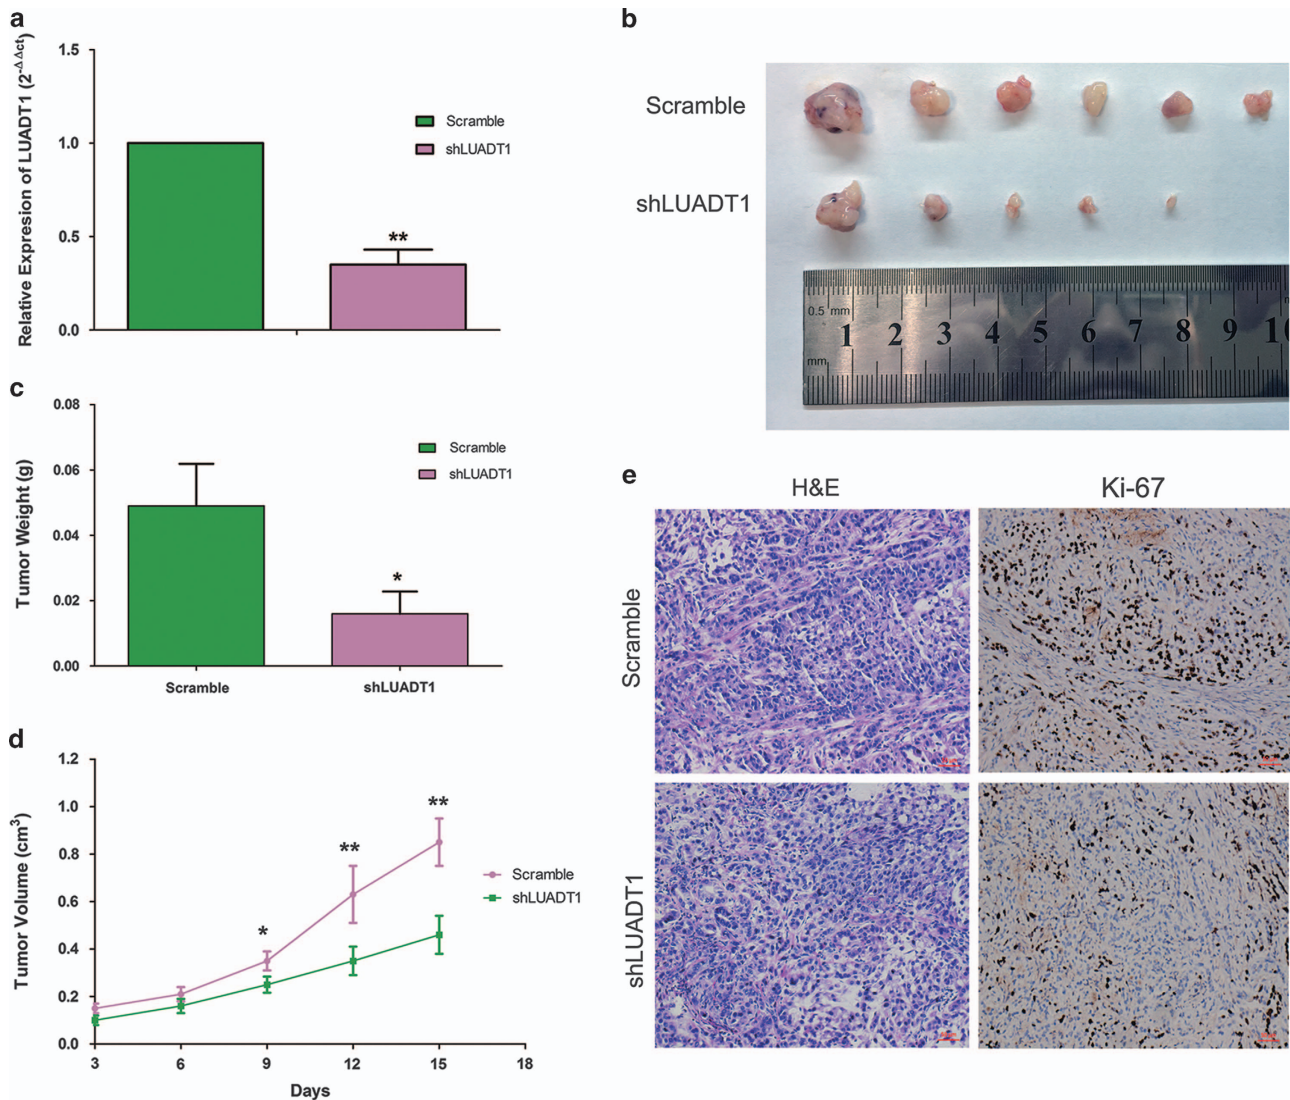 a
Relative Expression of LUADT1 (2-ΔΔct)
1.5
1.0
0.5
0.0
Scramble
shLUADT1
**
b
Scramble
shLUADT1
0.5 mm
1 2 3 4 5 6 7 8 9 10
mm
c
Tumor Weight (g)
0.08
0.06
0.04
0.02
0.00
Scramble
shLUADT1
*
Scramble
shLUADT1
d
Tumor Volume (cm3)
1.2
1.0
0.8
0.6
0.4
0.2
0.0
*
**
**
Scramble
shLUADT1
3 6 9 12 15 18
Days
e
H&E
Ki-67
Scramble
shLUADT1